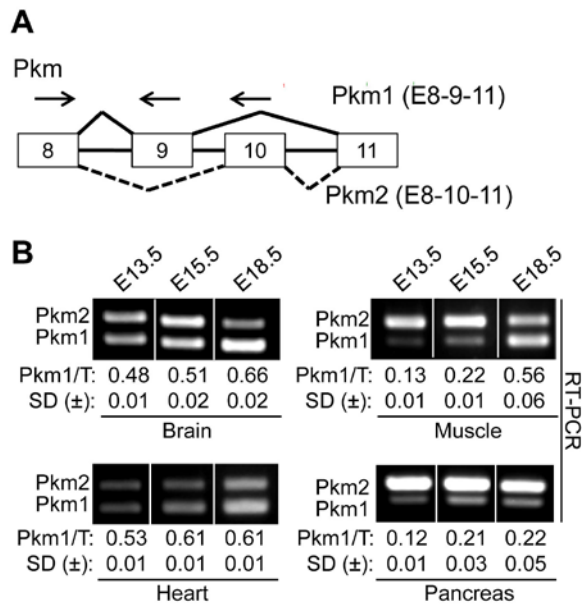 A
Pkm
Pkm1 (E8-9-11)
8 9 10 11
Pkm2 (E8-10-11)
B
E13.5 E15.5 E18.5
Pkm2
Pkm1
Pkm1/T: 0.48 0.51 0.66
SD (±): 0.01 0.02 0.02
Brain
E13.5 E15.5 E18.5
Pkm2
Pkm1
Pkm1/T: 0.13 0.22 0.56
SD (±): 0.01 0.01 0.06
Muscle
Pkm2
Pkm1
Pkm1/T: 0.53 0.61 0.61
SD (±): 0.01 0.01 0.01
Heart
Pkm2
Pkm1
Pkm1/T: 0.12 0.21 0.22
SD (±): 0.01 0.03 0.05
Pancreas
RT-PCR